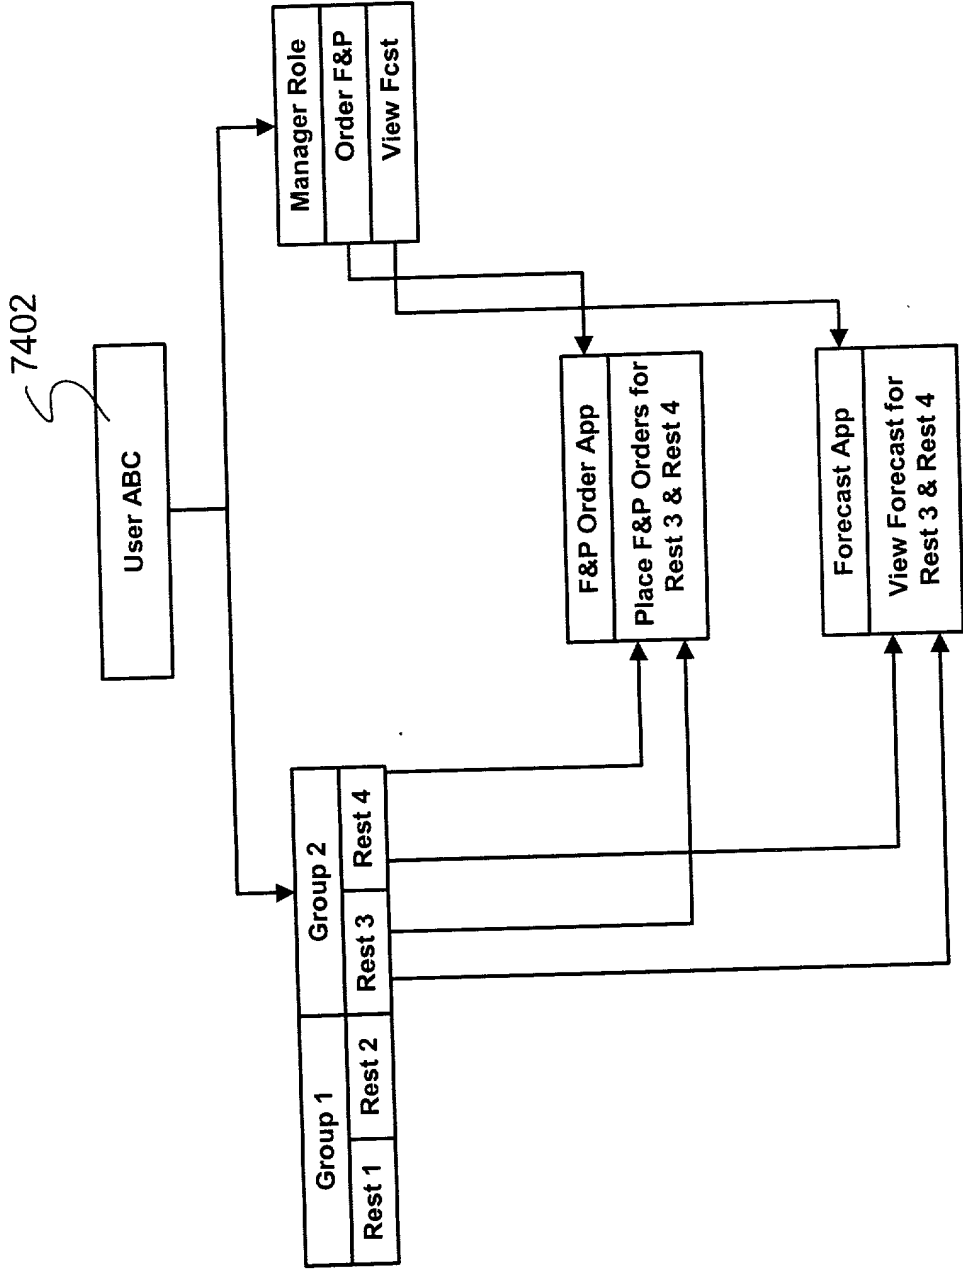 7402
User ABC
Group 1
Group 2
Rest 1
Rest 2
Rest 3
Rest 4
Manager Role
Order F&P
View Fcst
F&P Order App
Place F&P Orders for
Rest 3 & Rest 4
Forecast App
View Forecast for
Rest 3 & Rest 4